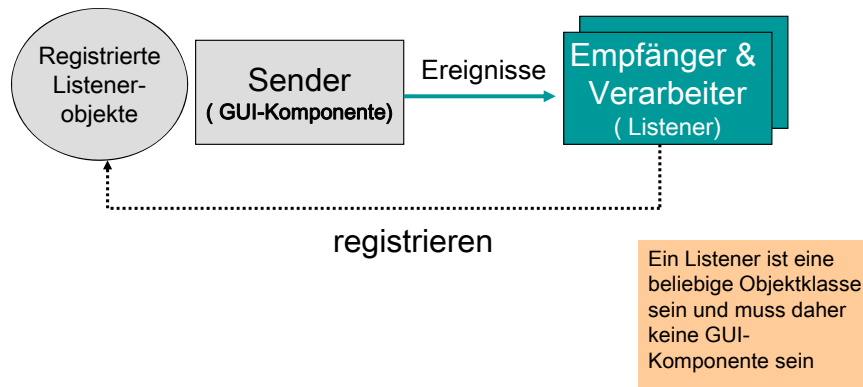 Registrierte
Listener-
objekte
Sender
( GUI-Komponente)
Ereignisse
Empfänger &
Verarbeiter
( Listener)
registrieren
Ein Listener ist eine
beliebige Objektklasse
sein und muss daher
keine GUI-
Komponente sein